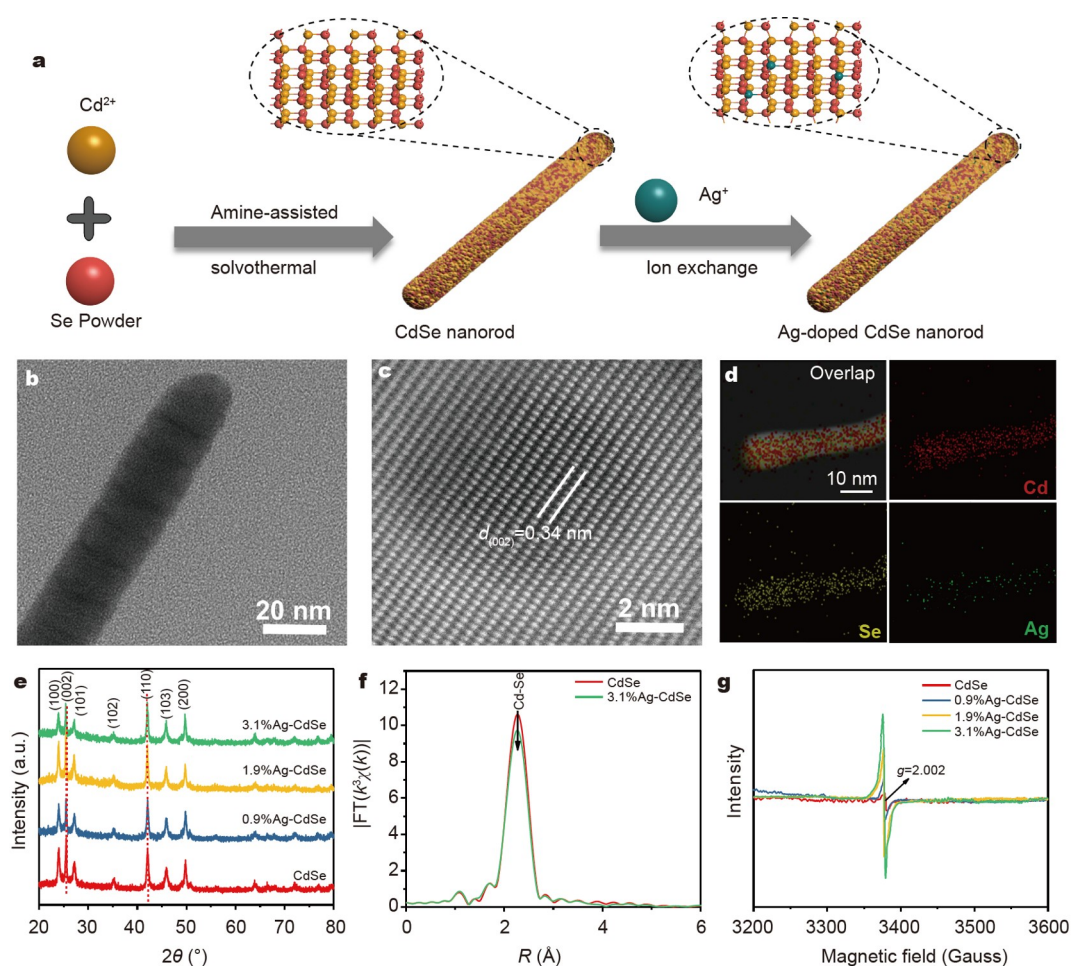 a
Cd²⁺
Se Powder
Amine-assisted
solvothermal
CdSe nanorod
Ag⁺
Ion exchange
Ag-doped CdSe nanorod
b
20 nm
c
d(002)=0.34 nm
2 nm
d
Overlap
10 nm
Cd
Se
Ag
e
(100)
(002)
(101)
(102)
(110)
(103)
(200)
3.1%Ag-CdSe
1.9%Ag-CdSe
0.9%Ag-CdSe
CdSe
Intensity (a.u.)
20 30 40 50 60 70 80
2θ (°)
f
CdSe
3.1%Ag-CdSe
Cd-Se
|FT(k³χ(k))|
12
10
8
6
4
2
0
0 2 4 6
R (Å)
g
CdSe
0.9%Ag-CdSe
1.9%Ag-CdSe
3.1%Ag-CdSe
g=2.002
Intensity
3200 3300 3400 3500 3600
Magnetic field (Gauss)